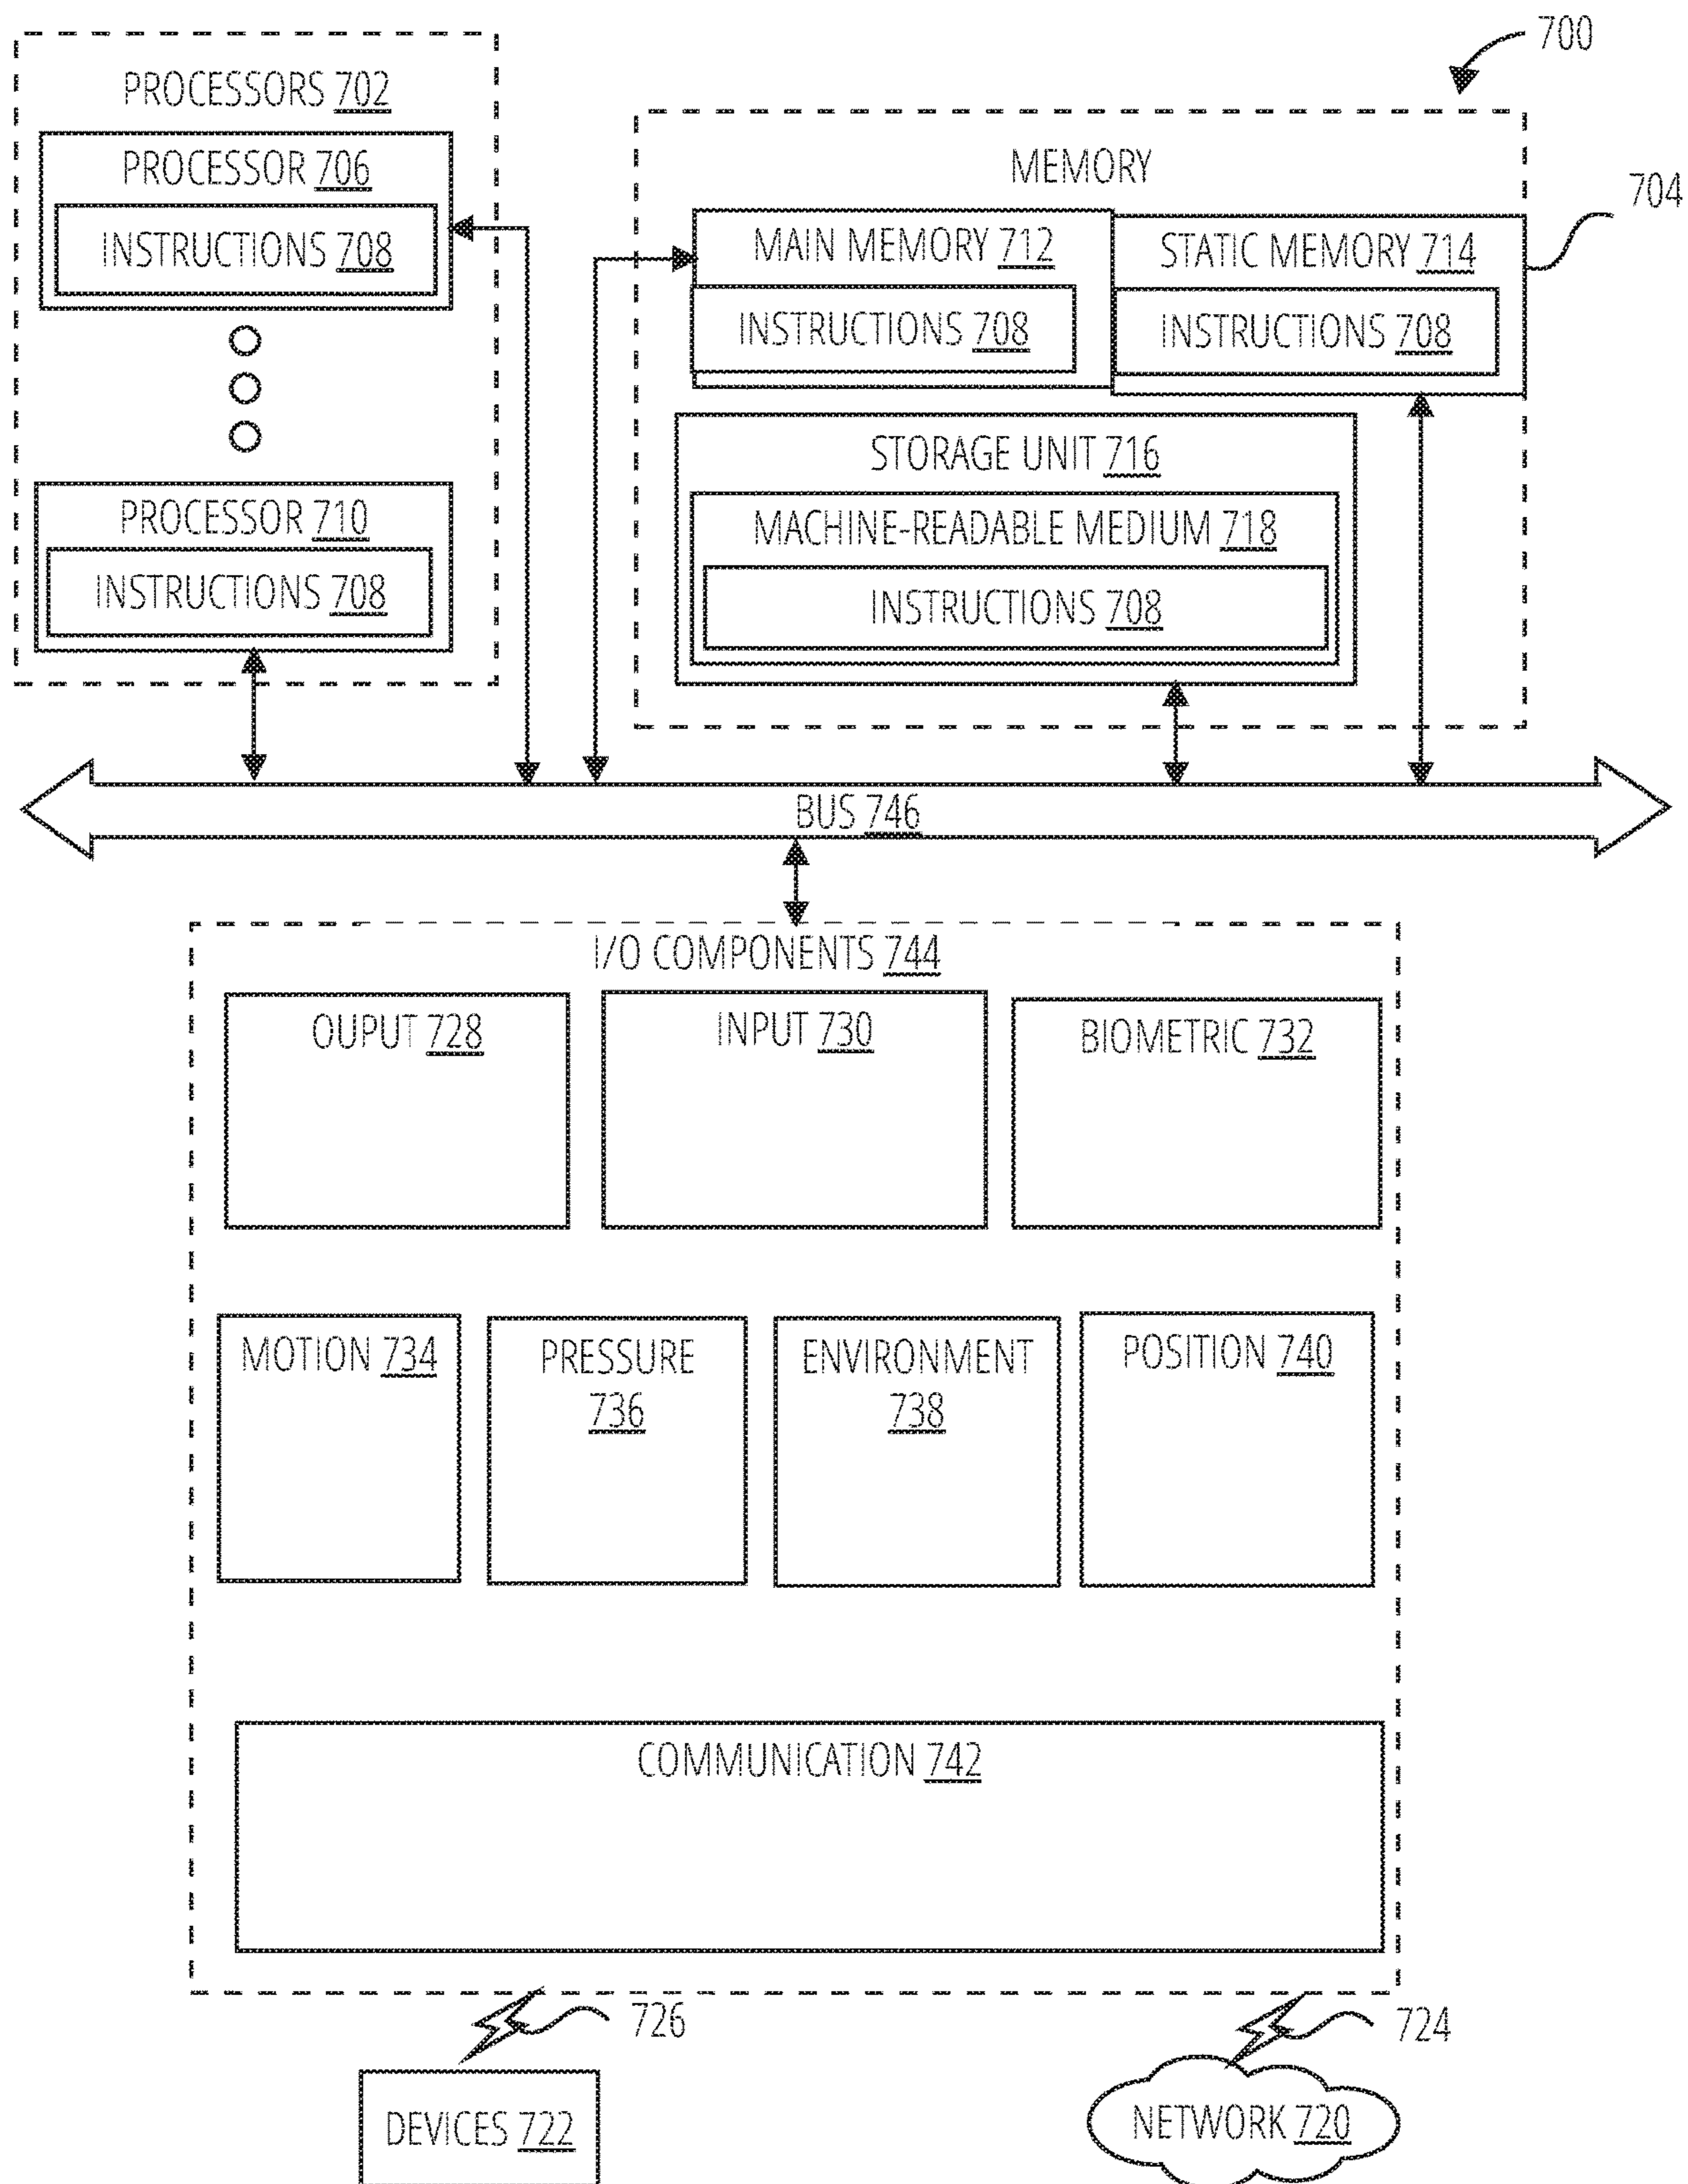 700
PROCESSORS 702
PROCESSOR 706
INSTRUCTIONS 708
PROCESSOR 710
INSTRUCTIONS 708
MEMORY
704
MAIN MEMORY 712
INSTRUCTIONS 708
STATIC MEMORY 714
INSTRUCTIONS 708
STORAGE UNIT 716
MACHINE-READABLE MEDIUM 718
INSTRUCTIONS 708
BUS 746
I/O COMPONENTS 744
OUPUT 728
INPUT 730
BIOMETRIC 732
MOTION 734
PRESSURE
736
ENVIRONMENT
738
POSITION 740
COMMUNICATION 742
726
724
DEVICES 722
NETWORK 720